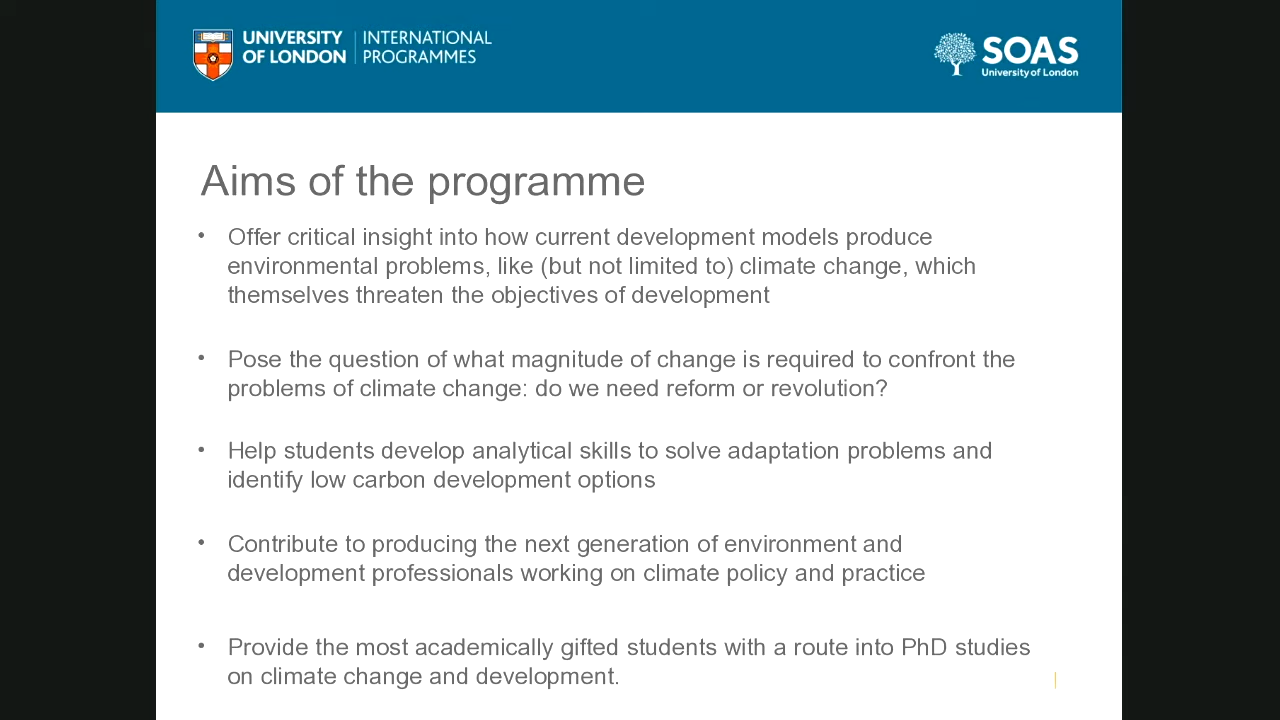 UNIVERSITY OF LONDON
INTERNATIONAL PROGRAMMES
SOAS
University of London
Aims of the programme
• Offer critical insight into how current development models produce
environmental problems, like (but not limited to) climate change, which
themselves threaten the objectives of development
• Pose the question of what magnitude of change is required to confront the
problems of climate change: do we need reform or revolution?
• Help students develop analytical skills to solve adaptation problems and
identify low carbon development options
• Contribute to producing the next generation of environment and
development professionals working on climate policy and practice
• Provide the most academically gifted students with a route into PhD studies
on climate change and development.